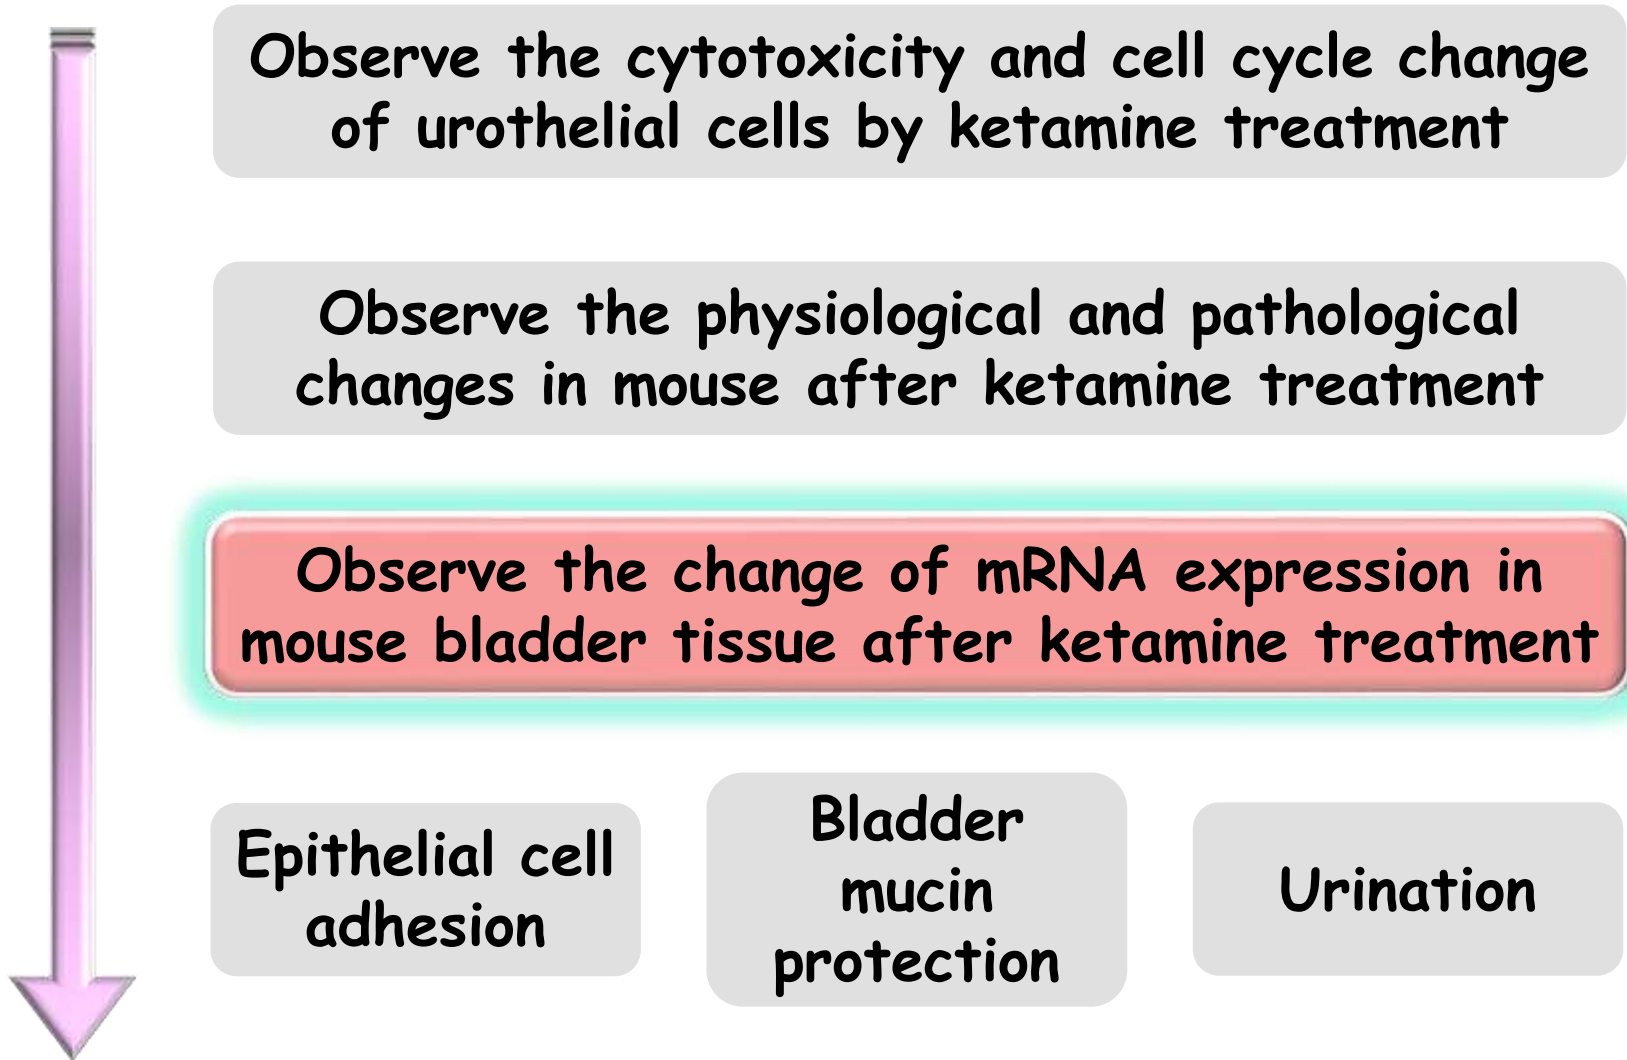 Observe the cytotoxicity and cell cycle change
of urothelial cells by ketamine treatment
Observe the physiological and pathological
changes in mouse after ketamine treatment
Observe the change of mRNA expression in
mouse bladder tissue after ketamine treatment
Epithelial cell
adhesion
Bladder
mucin
protection
Urination